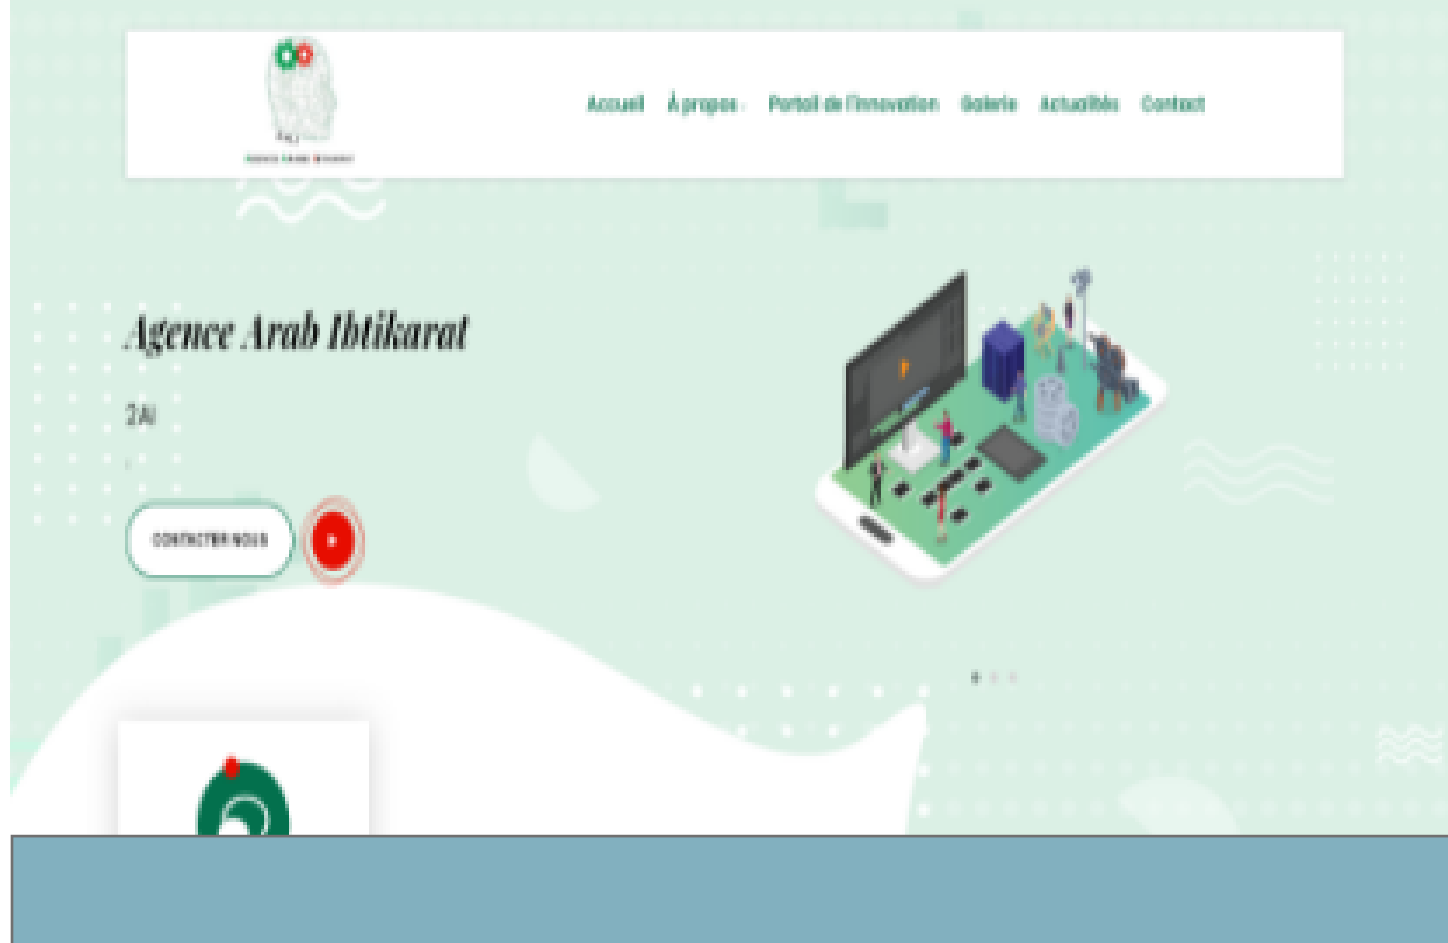 Accueil À propos Portail de l'innovation Galerie Actualités Contact
Agence Arab Ibtikarat
2Ai
CONTACTER NOUS